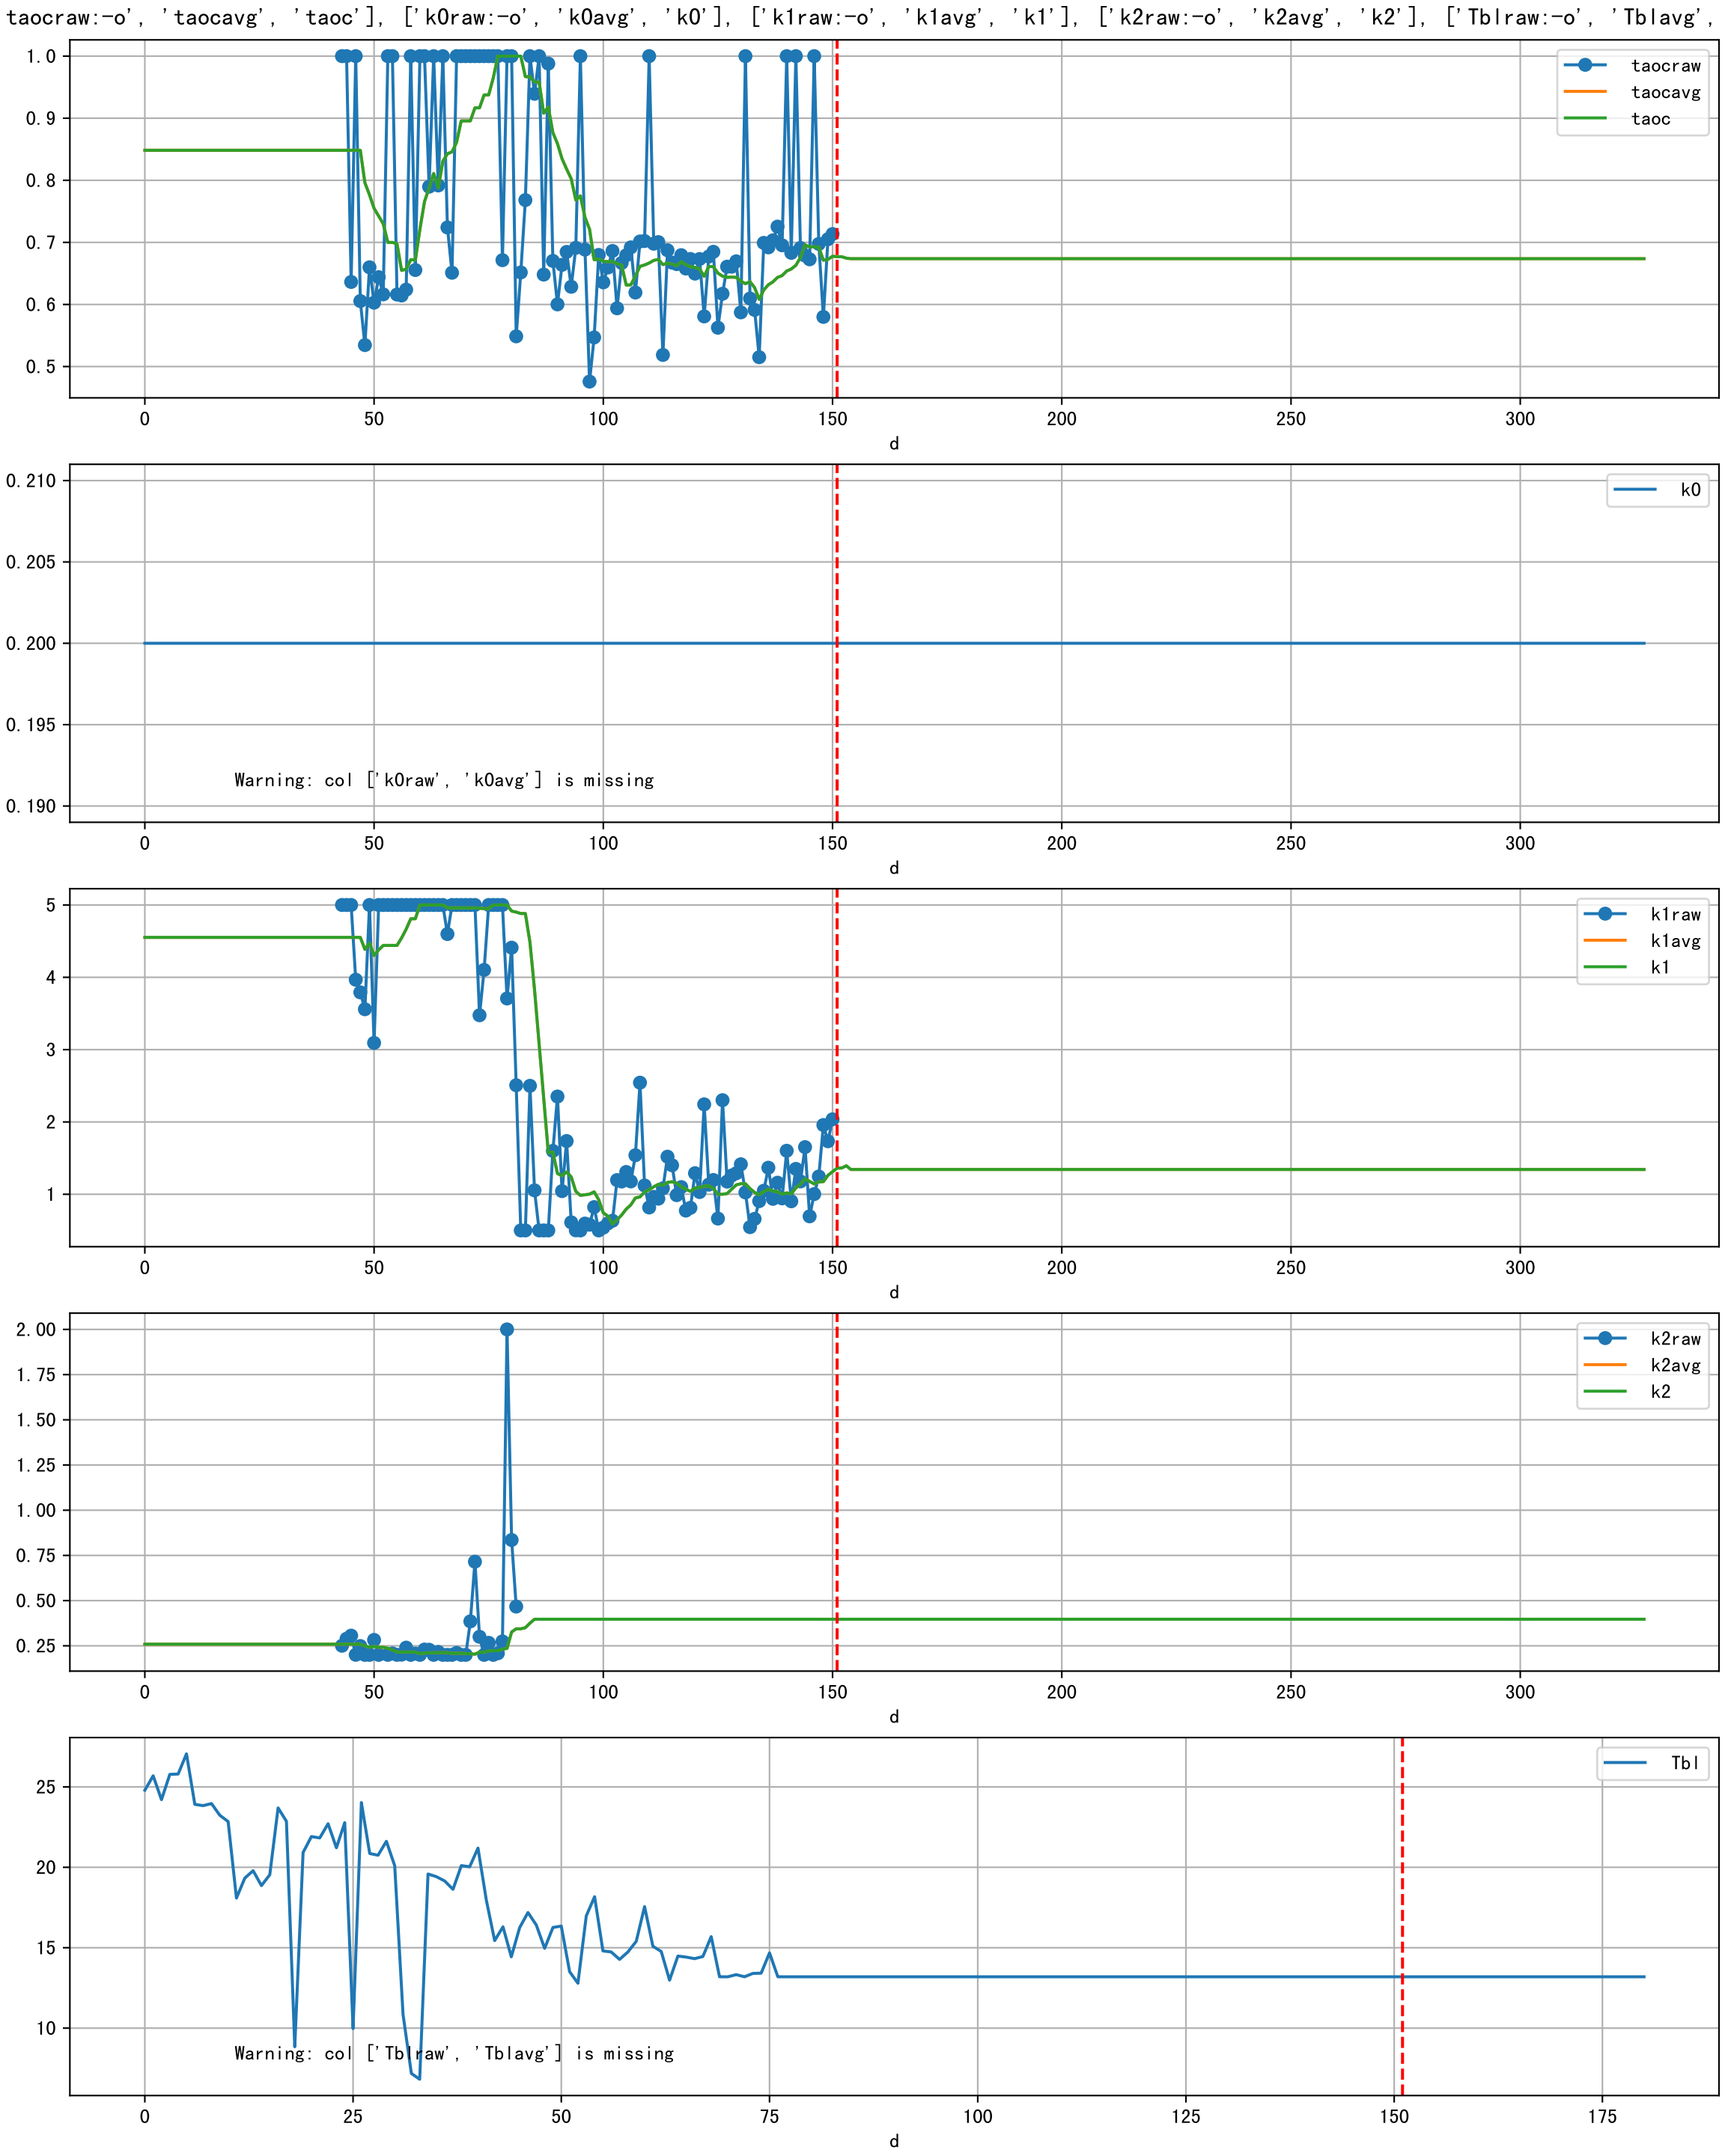 taocraw:-o', 'taocavg', 'taoc'], ['k0raw:-o', 'k0avg', 'k0'], ['k1raw:-o', 'k1avg', 'k1'], ['k2raw:-o', 'k2avg', 'k2'], ['Tblraw:-o', 'Tblavg',
1.0
0.9
0.8
0.7
0.6
0.5
taocraw
taocavg
taoc
0 50 100 150 200 250 300
d
0.210
0.205
0.200
0.195
0.190
k0
Warning: col ['k0raw', 'k0avg'] is missing
0 50 100 150 200 250 300
d
5
4
3
2
1
k1raw
k1avg
k1
0 50 100 150 200 250 300
d
2.00
1.75
1.50
1.25
1.00
0.75
0.50
0.25
k2raw
k2avg
k2
0 50 100 150 200 250 300
d
25
20
15
10
Tbl
Warning: col ['Tblraw', 'Tblavg'] is missing
0 25 50 75 100 125 150 175
d